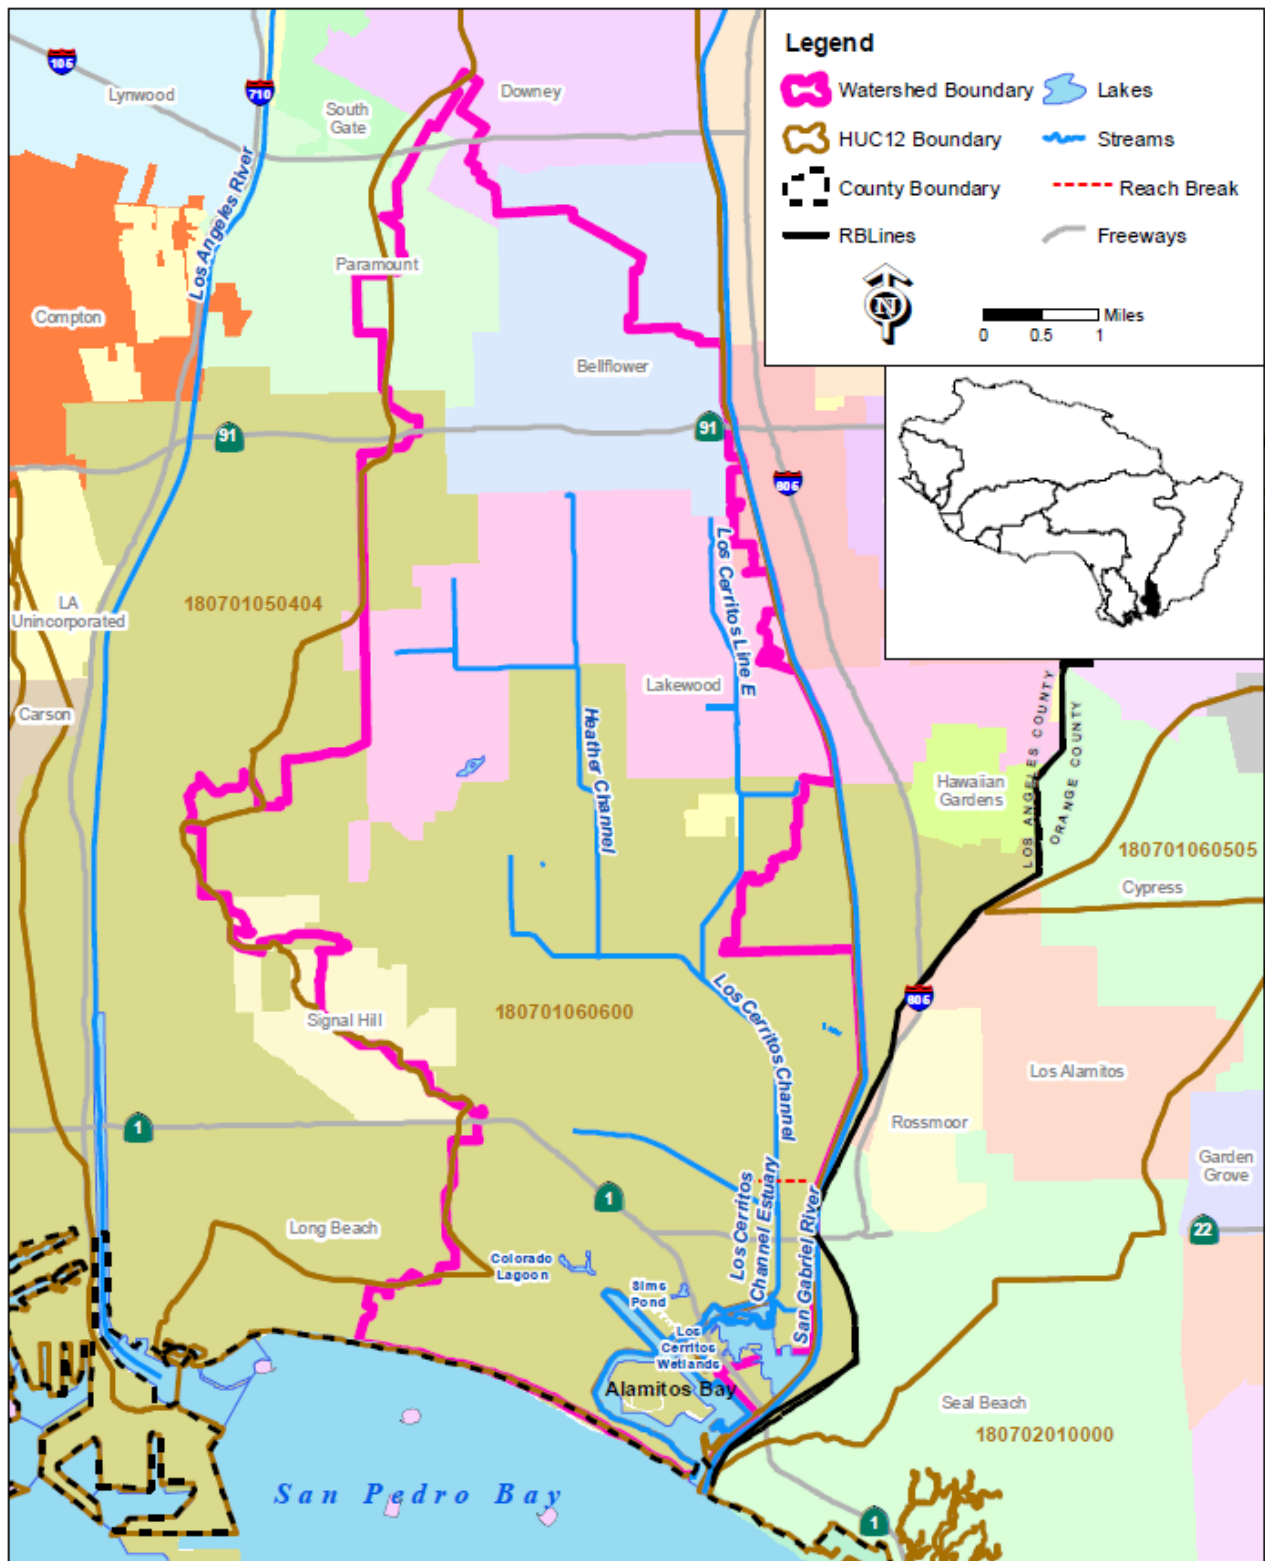 Legend
Watershed Boundary
Lakes
HUC12 Boundary
Streams
County Boundary
Reach Break
RBLines
Freeways
N
Miles
0 0.5 1
105
Lynwood
710
South
Gate
Downey
Los Angeles River
Paramount
Compton
Bellflower
91
91
605
Los Cerritos Line E
180701050404
LA
Unincorporated
Lakewood
Carson
Heather Channel
Hawaiian
Gardens
LOS ANGELES COUNTY
ORANGE COUNTY
180701060505
Cypress
605
180701060600
Signal Hill
Los Cerritos Channel
Los Alamitos
Rossmoor
1
Garden
Grove
1
22
Long Beach
Los Cerritos
Channel Estuary
San Gabriel River
Colorado
Lagoon
Sims
Pond
Los
Cerritos
Wetlands
Alamitos Bay
Seal Beach
180702010000
San Pedro Bay
1